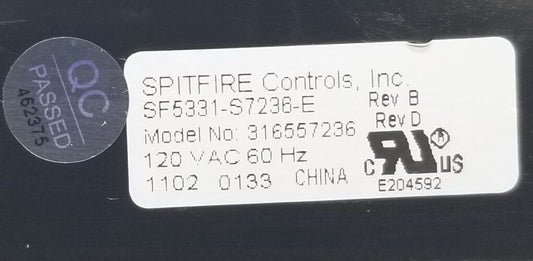 QC
PASSED
462375
SPITFIRE Controls, Inc.
SF5331-S7236-E Rev B
Model No: 316557236 Rev D
120 VAC 60 Hz
1102 0133 CHINA
C RU US
E204592